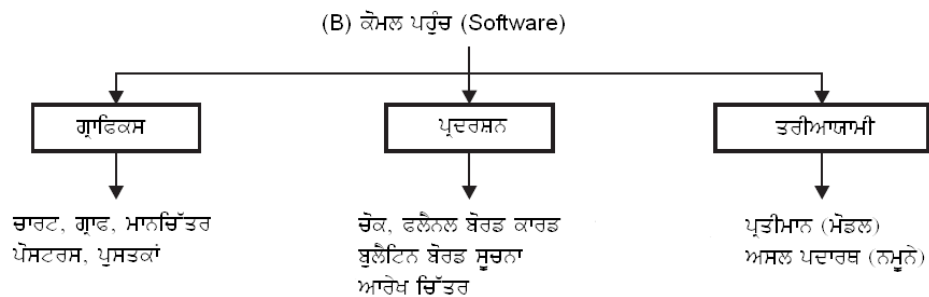 (B) ਕੋਮਲ ਪਹੁੰਚ (Software)
ਗ੍ਰਾਫਿਕਸ
ਪ੍ਰਦਰਸ਼ਨ
ਤਰੀਆਯਾਮੀ
ਚਾਰਟ, ਗ੍ਰਾਫ, ਮਾਨਚਿੱਤਰ
ਪੋਸਟਰਸ, ਪੁਸਤਕਾਂ
ਚੋਕ, ਫਲੈਨਲ ਬੋਰਡ ਕਾਰਡ
ਬੁਲੈਟਿਨ ਬੋਰਡ ਸੂਚਨਾ
ਆਰੇਖ ਚਿੱਤਰ
ਪ੍ਰਤੀਮਾਨ (ਮੋਡਲ)
ਅਸਲ ਪਦਾਰਥ (ਨਮੂਨੇ)